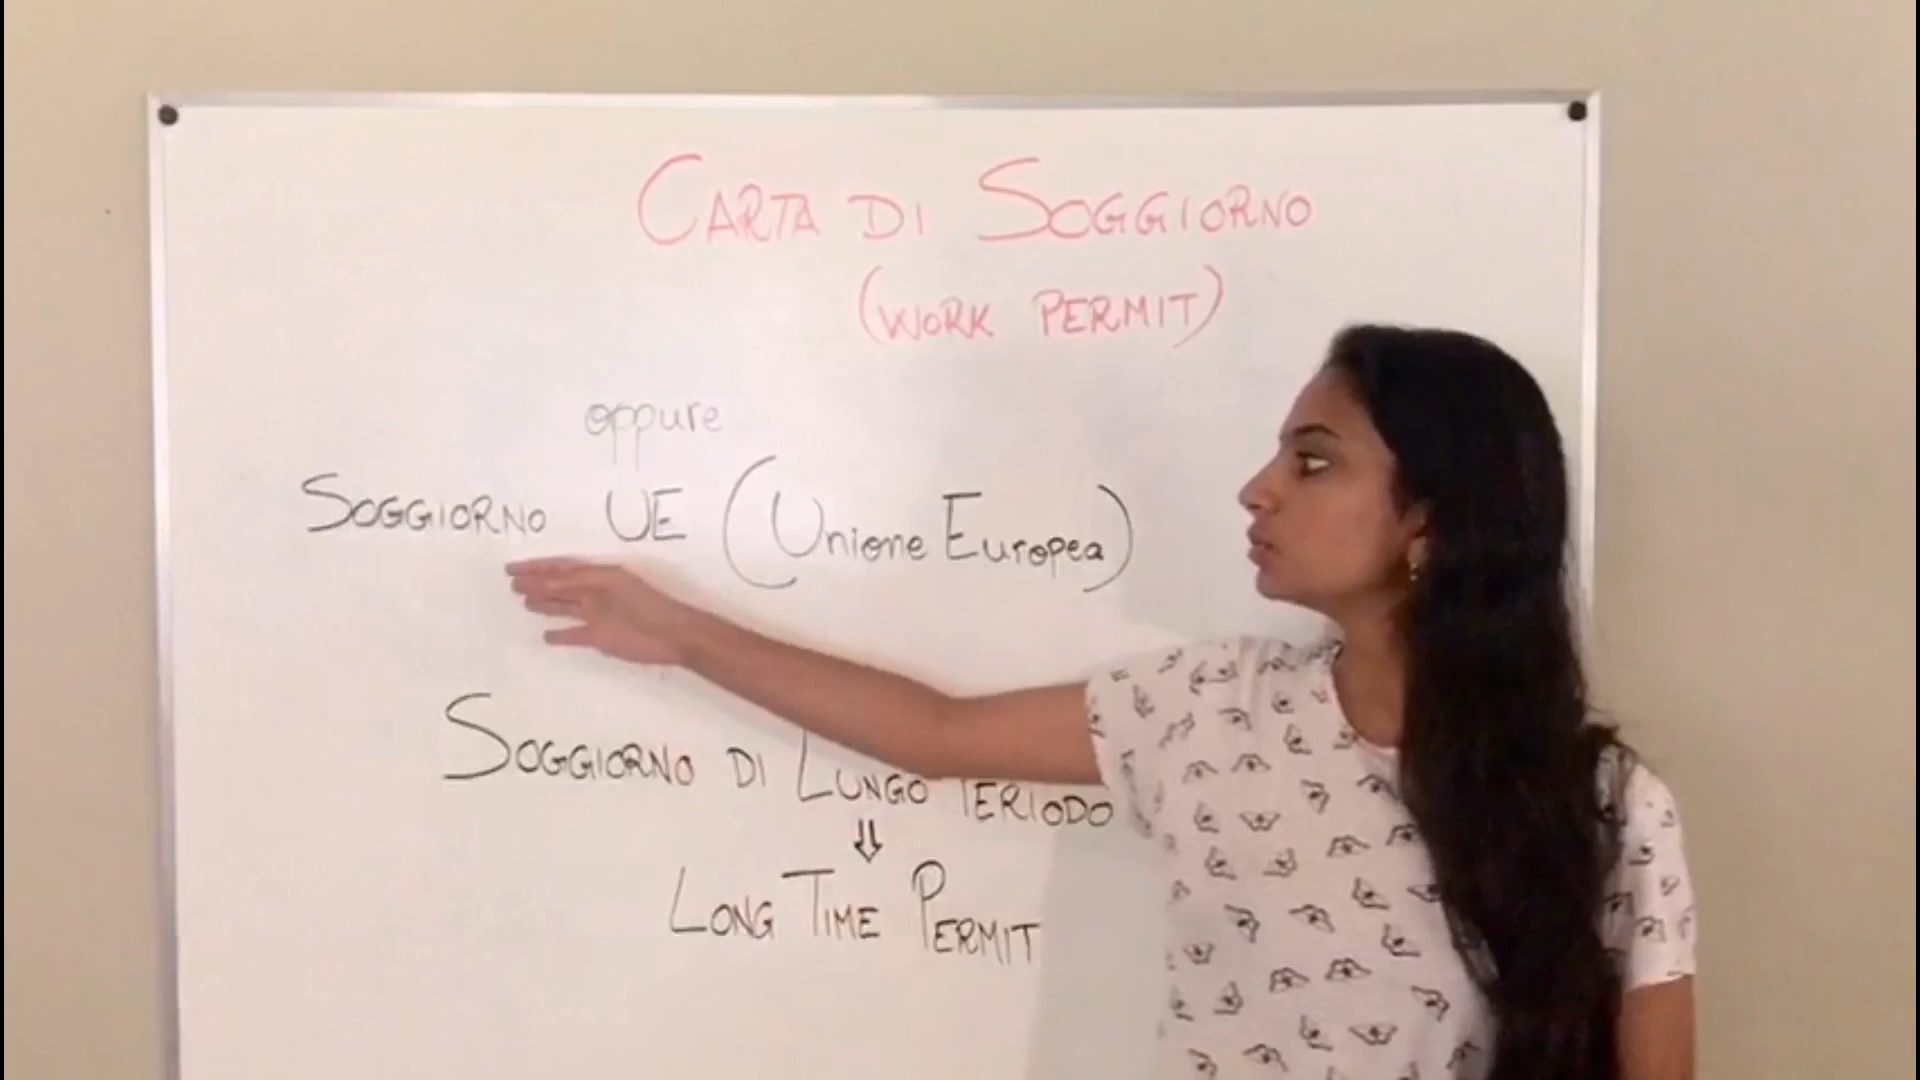 CARTA DI SOGGIORNO
(WORK PERMIT)
oppure
SOGGIORNO UE (Unione Europea)
SOGGIORNO DI LUNGO PERIODO
⇓
LONG TIME PERMIT